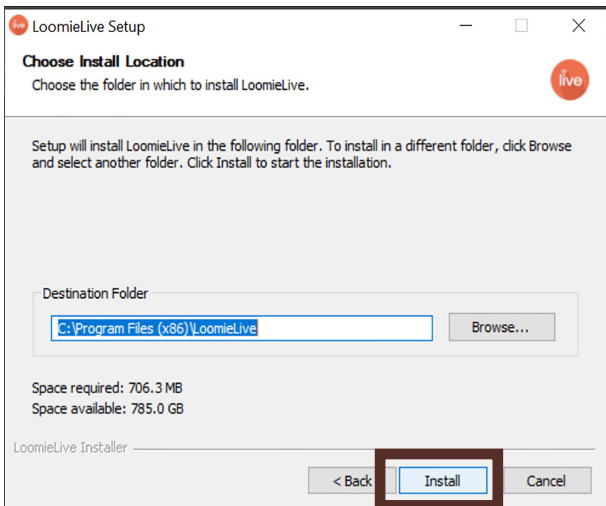 live LoomieLive Setup
Choose Install Location
Choose the folder in which to install LoomieLive.
live
Setup will install LoomieLive in the following folder. To install in a different folder, click Browse
and select another folder. Click Install to start the installation.
Destination Folder
C:\Program Files (x86)\LoomieLive
Browse...
Space required: 706.3 MB
Space available: 785.0 GB
LoomieLive Installer
< Back Install Cancel